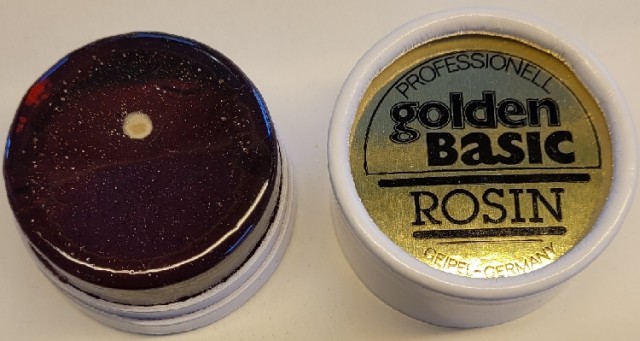 PROFESSIONELL
golden
BASIC
ROSIN
GEIPEL-GERMANY